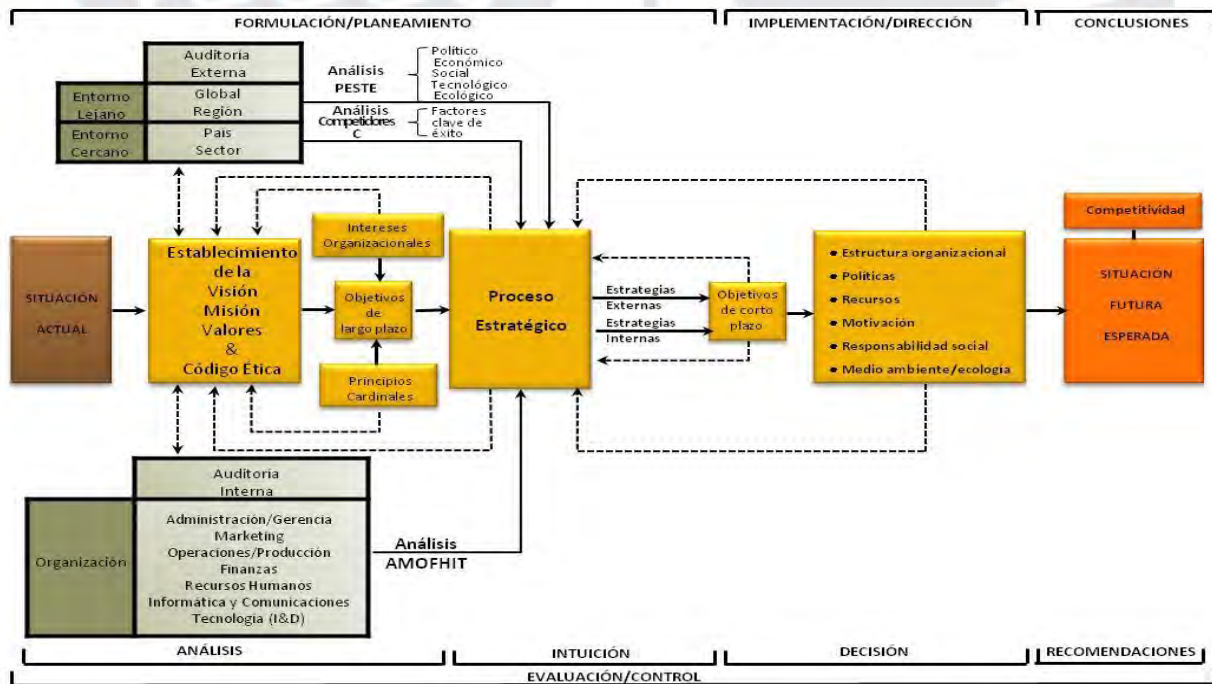 FORMULACIÓN/PLANEAMIENTO
IMPLEMENTACIÓN/DIRECCIÓN
CONCLUSIONES
Auditoria
Externa
Entorno
Lejano
Global
Región
Entorno
Cercano
País
Sector
Análisis
PESTE
Político
Económico
Social
Tecnológico
Ecológico
Análisis
Competidores
C
Factores
clave de
éxito
SITUACIÓN
ACTUAL
Establecimiento
de la
Visión
Misión
Valores
&
Código Ética
Intereses
Organizacionales
Objetivos
de
largo plazo
Principios
Cardinales
Proceso
Estratégico
Estrategias
Externas
Estrategias
Internas
Objetivos
de corto
plazo
• Estructura organizacional
• Políticas
• Recursos
• Motivación
• Responsabilidad social
• Medio ambiente/ecología
Competitividad
SITUACIÓN
FUTURA
ESPERADA
Auditoria
Interna
Organización
Administración/Gerencia
Marketing
Operaciones/Producción
Finanzas
Recursos Humanos
Informática y Comunicaciones
Tecnología (I&D)
Análisis
AMOFHIT
ANÁLISIS
INTUICIÓN
DECISIÓN
RECOMENDACIONES
EVALUACIÓN/CONTROL